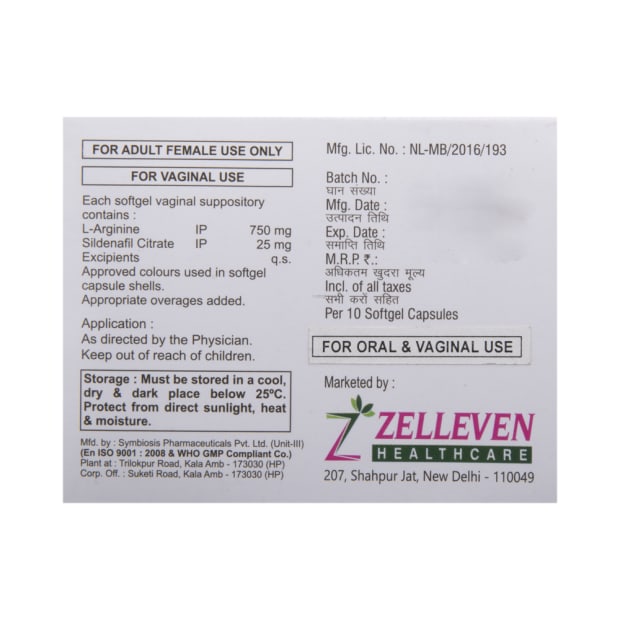 FOR ADULT FEMALE USE ONLY
FOR VAGINAL USE
Each softgel vaginal suppository
contains :
L-Arginine IP 750 mg
Sildenafil Citrate IP 25 mg
Excipients q.s.
Approved colours used in softgel
capsule shells.
Appropriate overages added.
Application :
As directed by the Physician.
Keep out of reach of children.
Storage : Must be stored in a cool,
dry & dark place below 25ºC.
Protect from direct sunlight, heat
& moisture.
Mfd. by : Symbiosis Pharmaceuticals Pvt. Ltd. (Unit-III)
(En ISO 9001 : 2008 & WHO GMP Compliant Co.)
Plant at : Trilokpur Road, Kala Amb - 173030 (HP)
Corp. Off. : Suketi Road, Kala Amb - 173030 (HP)
Mfg. Lic. No. : NL-MB/2016/193
Batch No. :
घान संख्या
Mfg. Date :
उत्पादन तिथि
Exp. Date :
समाप्ति तिथि
M.R.P. ₹.:
अधिकतम खुदरा मूल्य
Incl. of all taxes
सभी करों सहित
Per 10 Softgel Capsules
FOR ORAL & VAGINAL USE
Marketed by :
ZELLEVEN
HEALTHCARE
207, Shahpur Jat, New Delhi - 110049